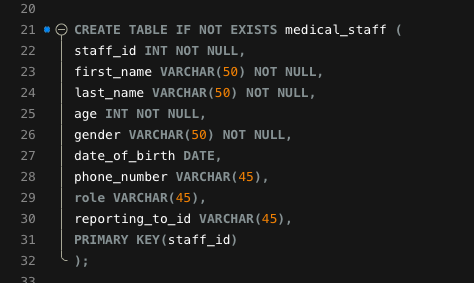 20
21 CREATE TABLE IF NOT EXISTS medical_staff (
22 staff_id INT NOT NULL,
23 first_name VARCHAR(50) NOT NULL,
24 last_name VARCHAR(50) NOT NULL,
25 age INT NOT NULL,
26 gender VARCHAR(50) NOT NULL,
27 date_of_birth DATE,
28 phone_number VARCHAR(45),
29 role VARCHAR(45),
30 reporting_to_id VARCHAR(45),
31 PRIMARY KEY(staff_id)
32 );
33